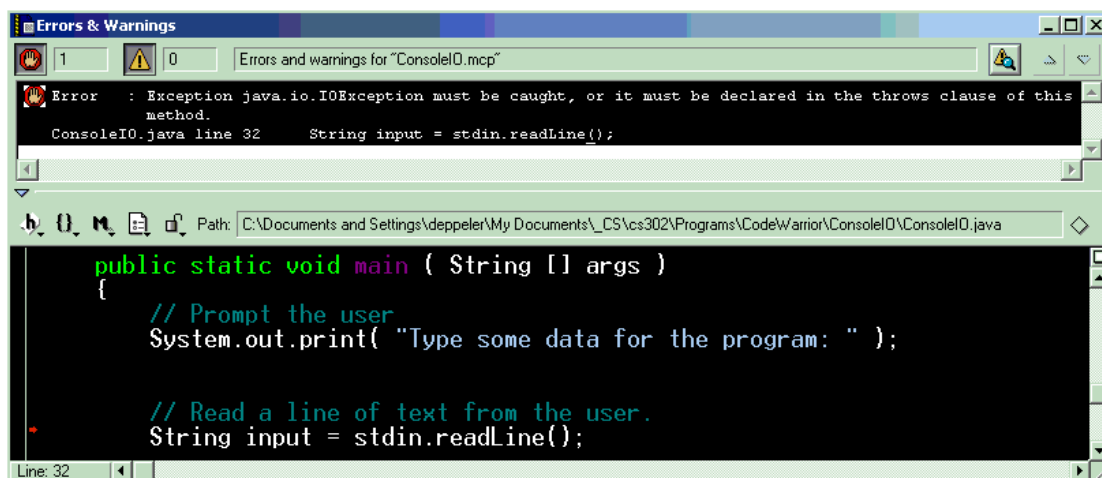 Errors & Warnings
1 0 Errors and warnings for "ConsoleIO.mcp"
Error : Exception java.io.IOException must be caught, or it must be declared in the throws clause of this
method.
ConsoleIO.java line 32 String input = stdin.readLine();
h {} M Path: C:\Documents and Settings\deppeler\My Documents\_CS\cs302\Programs\CodeWarrior\ConsoleIO\ConsoleIO.java
public static void main ( String [] args )
{
// Prompt the user
System.out.print( "Type some data for the program: " );
// Read a line of text from the user.
String input = stdin.readLine();
Line: 32